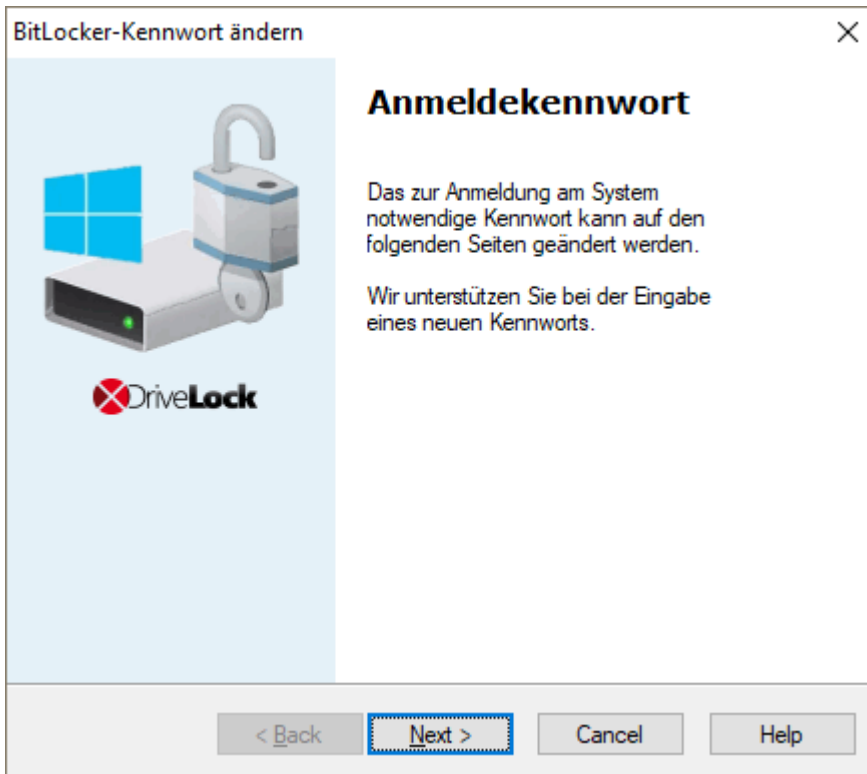 BitLocker-Kennwort ändern
Anmeldekennwort
Das zur Anmeldung am System
notwendige Kennwort kann auf den
folgenden Seiten geändert werden.
Wir unterstützen Sie bei der Eingabe
eines neuen Kennworts.
DriveLock
< Back
Next >
Cancel
Help